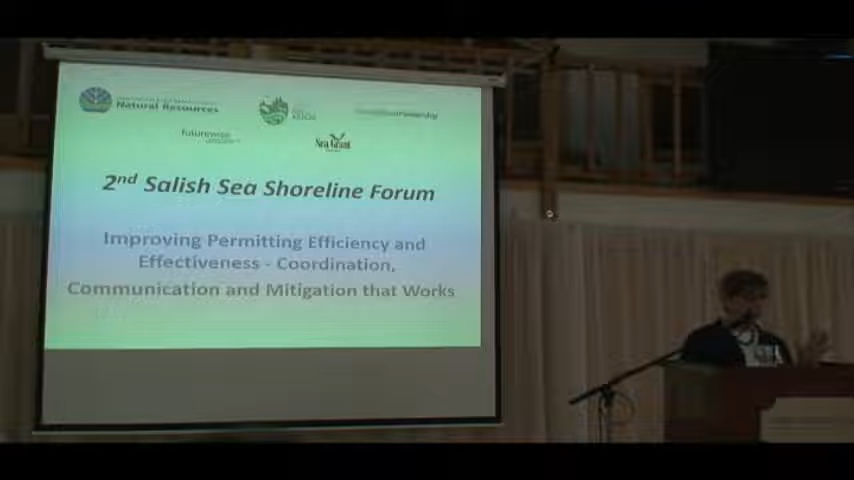 Natural Resources
futurewise
Sea Grant
2nd Salish Sea Shoreline Forum
Improving Permitting Efficiency and
Effectiveness - Coordination,
Communication and Mitigation that Works